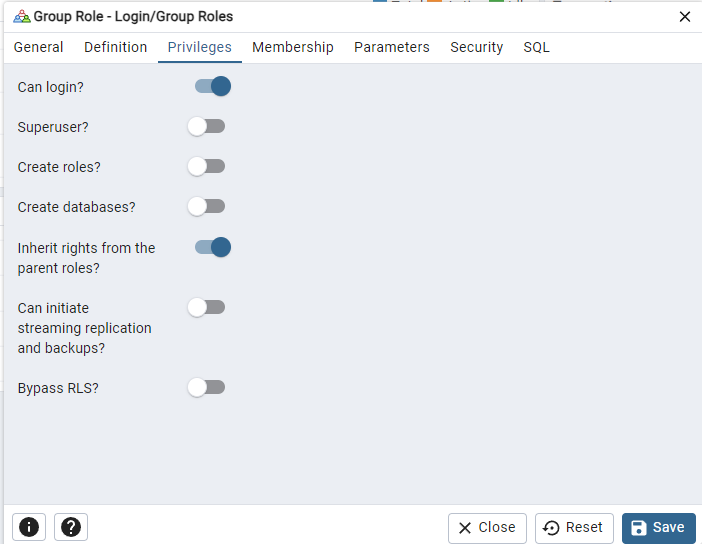 Group Role - Login/Group Roles
General Definition Privileges Membership Parameters Security SQL
Can login?
Superuser?
Create roles?
Create databases?
Inherit rights from the
parent roles?
Can initiate
streaming replication
and backups?
Bypass RLS?
Close Reset Save